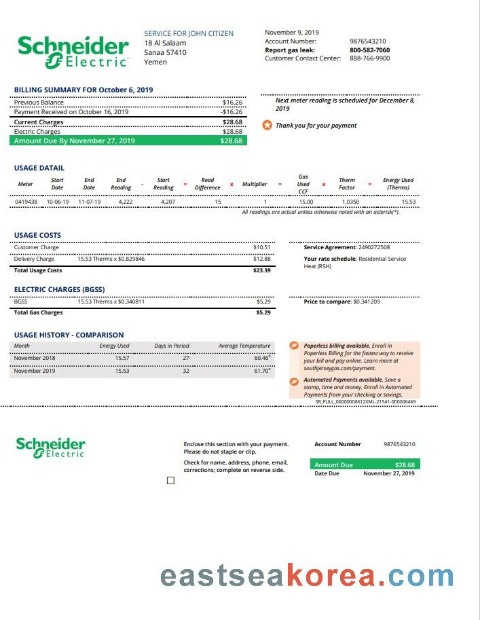 Schneider
Electric
SERVICE FOR JOHN CITIZEN
18 Al Salaam
Sanaa 57410
Yemen
November 9, 2019
Account Number: 9876543210
Report gas leak: 800-582-7060
Customer Contact Center: 888-766-9900
BILLING SUMMARY FOR October 6, 2019
Previous Balance $16.26
Payment Received on October 16, 2019 -$16.26
Current Charges $28.68
Electric Charges $28.68
Amount Due By November 27, 2019 $28.68
Next meter reading is scheduled for December 8,
2019
Thank you for your payment
USAGE DATAIL
Meter Start Date End Date End Reading - Start Reading = Read Difference x Multiplier = Gas Used CCF x Therm Factor = Energy Used (Therms)
0419438 10-06-19 11-07-19 4,222 4,207 15 1 15.00 1.0350 15.53
All readings are actual unless otherwise noted with an asterisk(*).
USAGE COSTS
Customer Charge $10.51
Delivery Charge 15.53 Therms x $0.829846 $12.88
Total Usage Costs $23.39
Service Agreement: 2490272508
Your rate schedule: Residential Service
Heat (RSH)
ELECTRIC CHARGES (BGSS)
BGSS 15.53 Therms x $0.340811 $5.29
Total Gas Charges $5.29
Price to compare: $0.341209
USAGE HISTORY - COMPARISON
Month Energy Used Days in Period Average Temperature
November 2018 15.57 27 60.46°
November 2019 15.53 32 61.70°
Paperless billing available. Enroll in
Paperless Billing for the fastest way to receive
your bill and pay online. Learn more at
southjerseygas.com/payment.
Automated Payments available. Save a
stamp, time and money. Enroll in Automated
Payments from your checking or savings.
Schneider
Electric
Enclose this section with your payment.
Please do not staple or clip.
Check for name, address, phone, email,
corrections; complete on reverse side.
Account Number 9876543210
Amount Due $28.68
Date Due November 27, 2019
eastseakorea.com